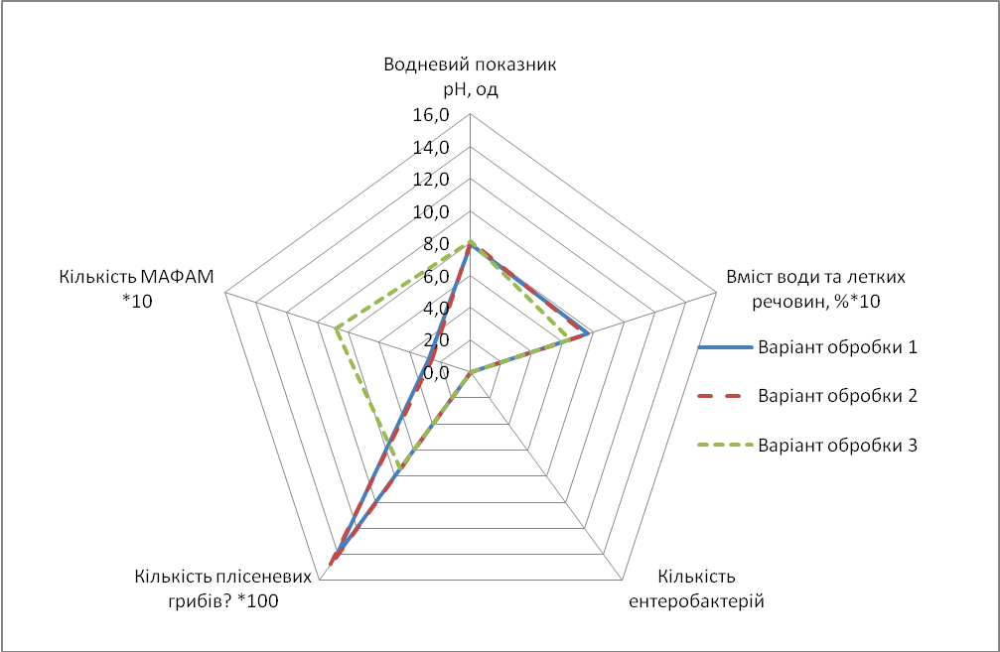 Водневий показник
рН, од
16,0
14,0
12,0
10,0
8,0
6,0
4,0
2,0
0,0
Вміст води та летких
речовин, %*10
Кількість
ентеробактерій
Кількість плісеневих
грибів? *100
Кількість МАФАМ
*10
Варіант обробки 1
Варіант обробки 2
Варіант обробки 3